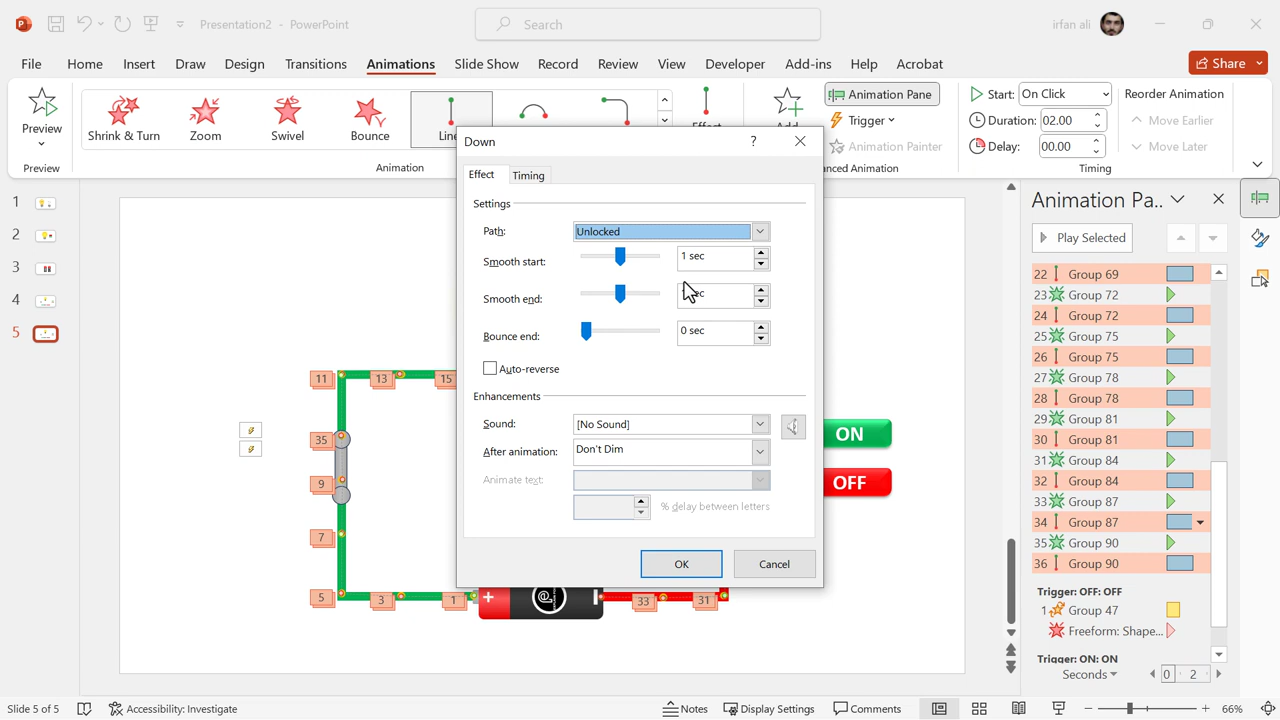 Presentation2 - PowerPoint
Search
irfan ali
File Home Insert Draw Design Transitions Animations Slide Show Record Review View Developer Add-ins Help Acrobat
Share
Preview
Preview
Shrink & Turn
Zoom
Swivel
Bounce
Animation
Animation Pane
Trigger
Animation Painter
Start: On Click
Duration: 02.00
Delay: 00.00
Timing
Reorder Animation
Move Earlier
Move Later
1
2
3
4
5
Down
?
Effect
Timing
Settings
Path: Unlocked
Smooth start: 1 sec
Smooth end:
Bounce end: 0 sec
Auto-reverse
Enhancements
Sound: [No Sound]
After animation: Don't Dim
Animate text:
% delay between letters
OK
Cancel
11 13 15
35
9
7
5 3 1
33 31
+
ON
OFF
Animation Pa..
Play Selected
22 Group 69
23 Group 72
24 Group 72
25 Group 75
26 Group 75
27 Group 78
28 Group 78
29 Group 81
30 Group 81
31 Group 84
32 Group 84
33 Group 87
34 Group 87
35 Group 90
36 Group 90
Trigger: OFF: OFF
1 Group 47
Freeform: Shape...
Trigger: ON: ON
Seconds
0 2
Slide 5 of 5
Accessibility: Investigate
Notes
Display Settings
Comments
66%